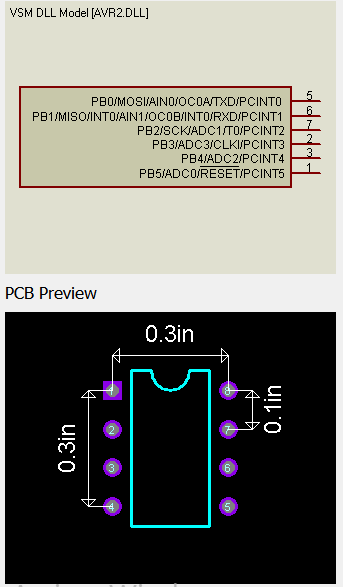 VSM DLL Model [AVR2.DLL]
PB0/MOSI/AIN0/OC0A/TXD/PCINT0 5
PB1/MISO/INT0/AIN1/OC0B/INT0/RXD/PCINT1 6
PB2/SCK/ADC1/T0/PCINT2 7
PB3/ADC3/CLKI/PCINT3 2
PB4/ADC2/PCINT4 3
PB5/ADC0/RESET/PCINT5 1
PCB Preview
0.3in
1 8
0.3in
0.1in
2 7
3 6
4 5